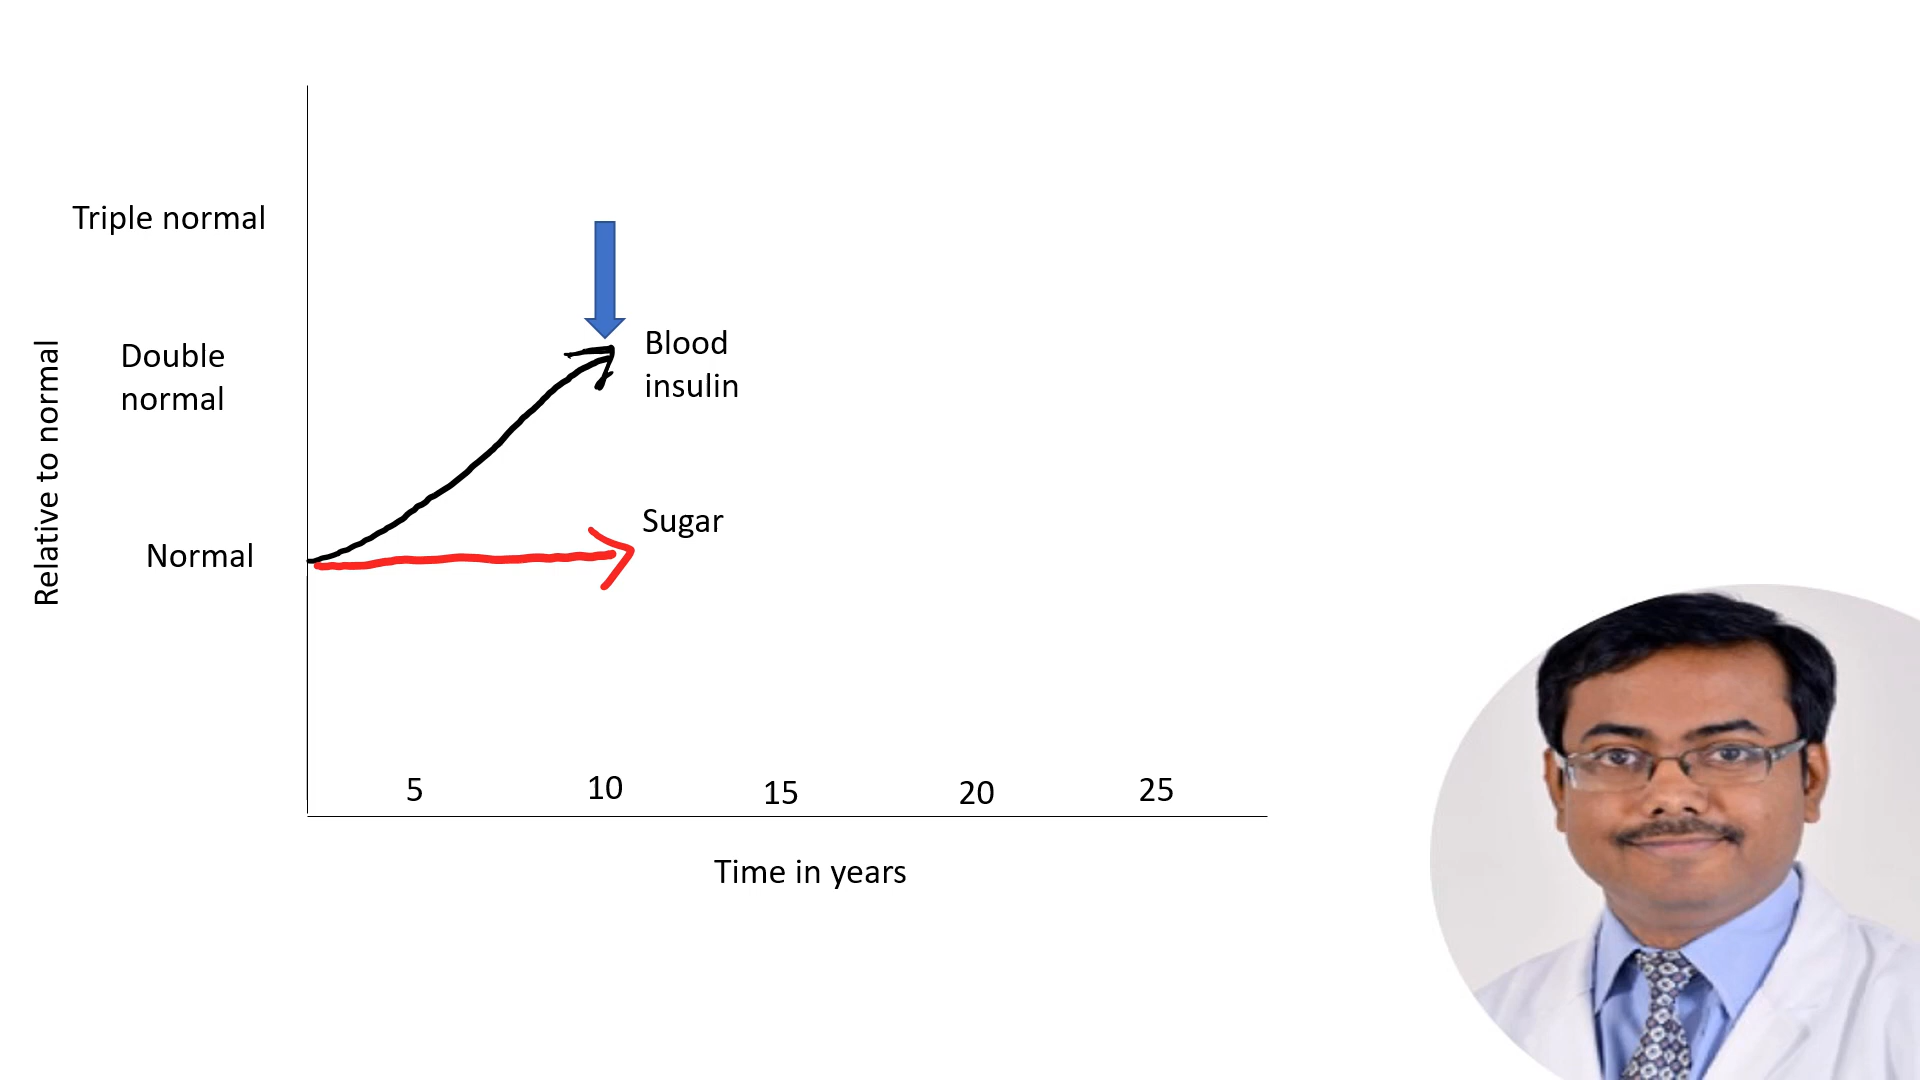 Triple normal
Double
normal
Normal
Relative to normal
Blood
insulin
Sugar
5
10
15
20
25
Time in years